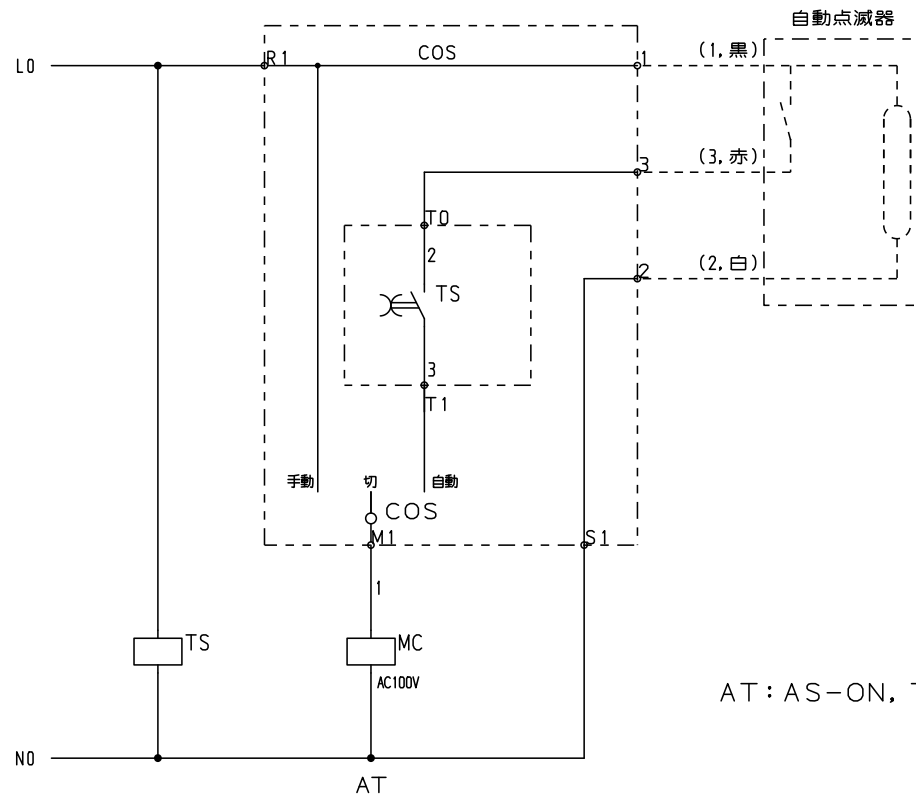 自動点滅器
COS
(1,黒)
L0
R1
1
3
(3,赤)
T0
2
(2,白)
2
TS
3
T1
手動
切
自動
COS
M1
S1
1
TS
MC
AC100V
AT:AS-ON,
N0
AT